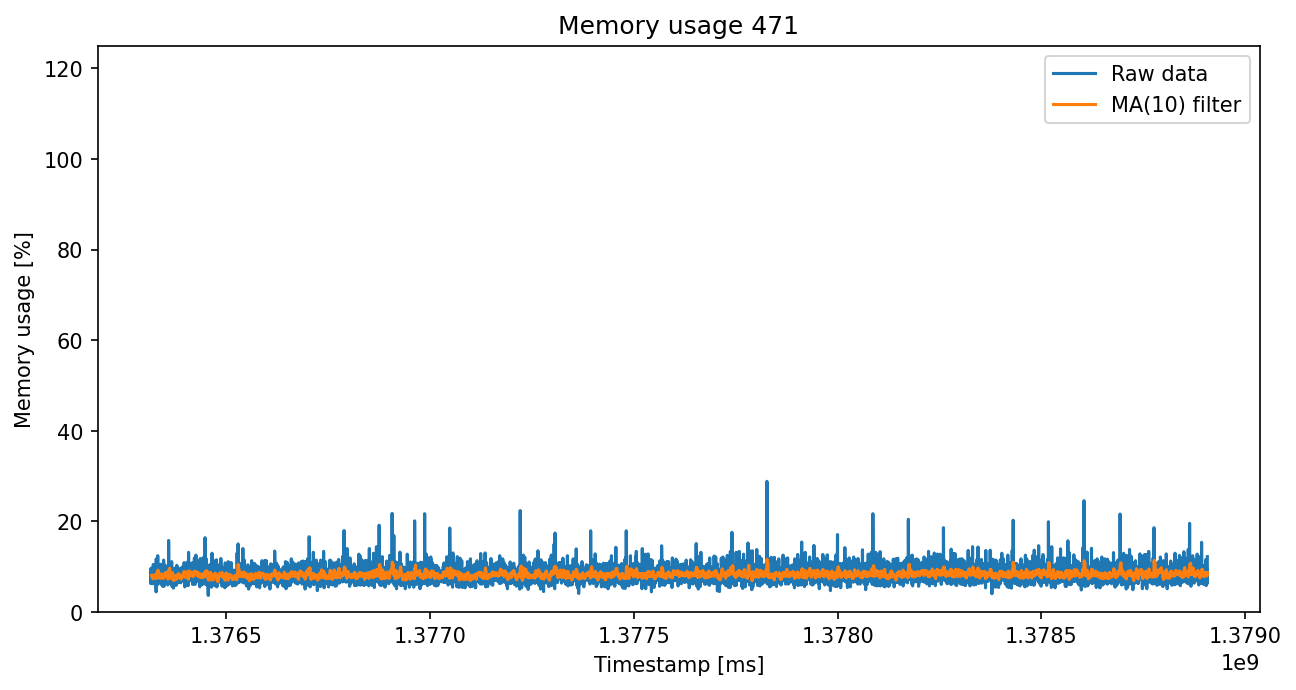 Memory usage 471
Raw data
MA(10) filter
Memory usage [%]
120
100
80
60
40
20
0
1.3765 1.3770 1.3775 1.3780 1.3785 1.3790
1e9
Timestamp [ms]